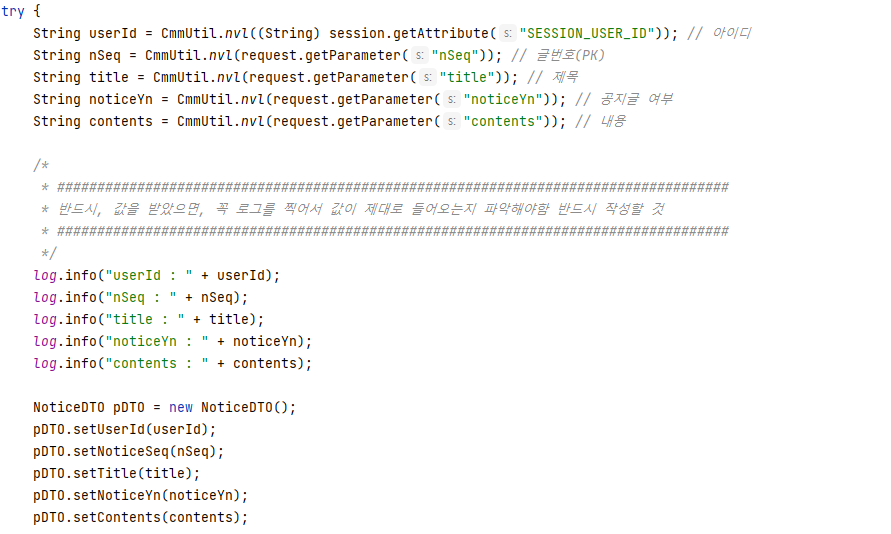 try {
    String userId = CmmUtil.nvl((String) session.getAttribute( s: "SESSION_USER_ID")); // 아이디
    String nSeq = CmmUtil.nvl(request.getParameter( s: "nSeq")); // 글번호(PK)
    String title = CmmUtil.nvl(request.getParameter( s: "title")); // 제목
    String noticeYn = CmmUtil.nvl(request.getParameter( s: "noticeYn")); // 공지글 여부
    String contents = CmmUtil.nvl(request.getParameter( s: "contents")); // 내용
    /*
     * ####################################################################################
     * 반드시, 값을 받았으면, 꼭 로그를 찍어서 값이 제대로 들어오는지 파악해야함 반드시 작성할 것
     * ####################################################################################
     */
    log.info("userId : " + userId);
    log.info("nSeq : " + nSeq);
    log.info("title : " + title);
    log.info("noticeYn : " + noticeYn);
    log.info("contents : " + contents);
    NoticeDTO pDTO = new NoticeDTO();
    pDTO.setUserId(userId);
    pDTO.setNoticeSeq(nSeq);
    pDTO.setTitle(title);
    pDTO.setNoticeYn(noticeYn);
    pDTO.setContents(contents);